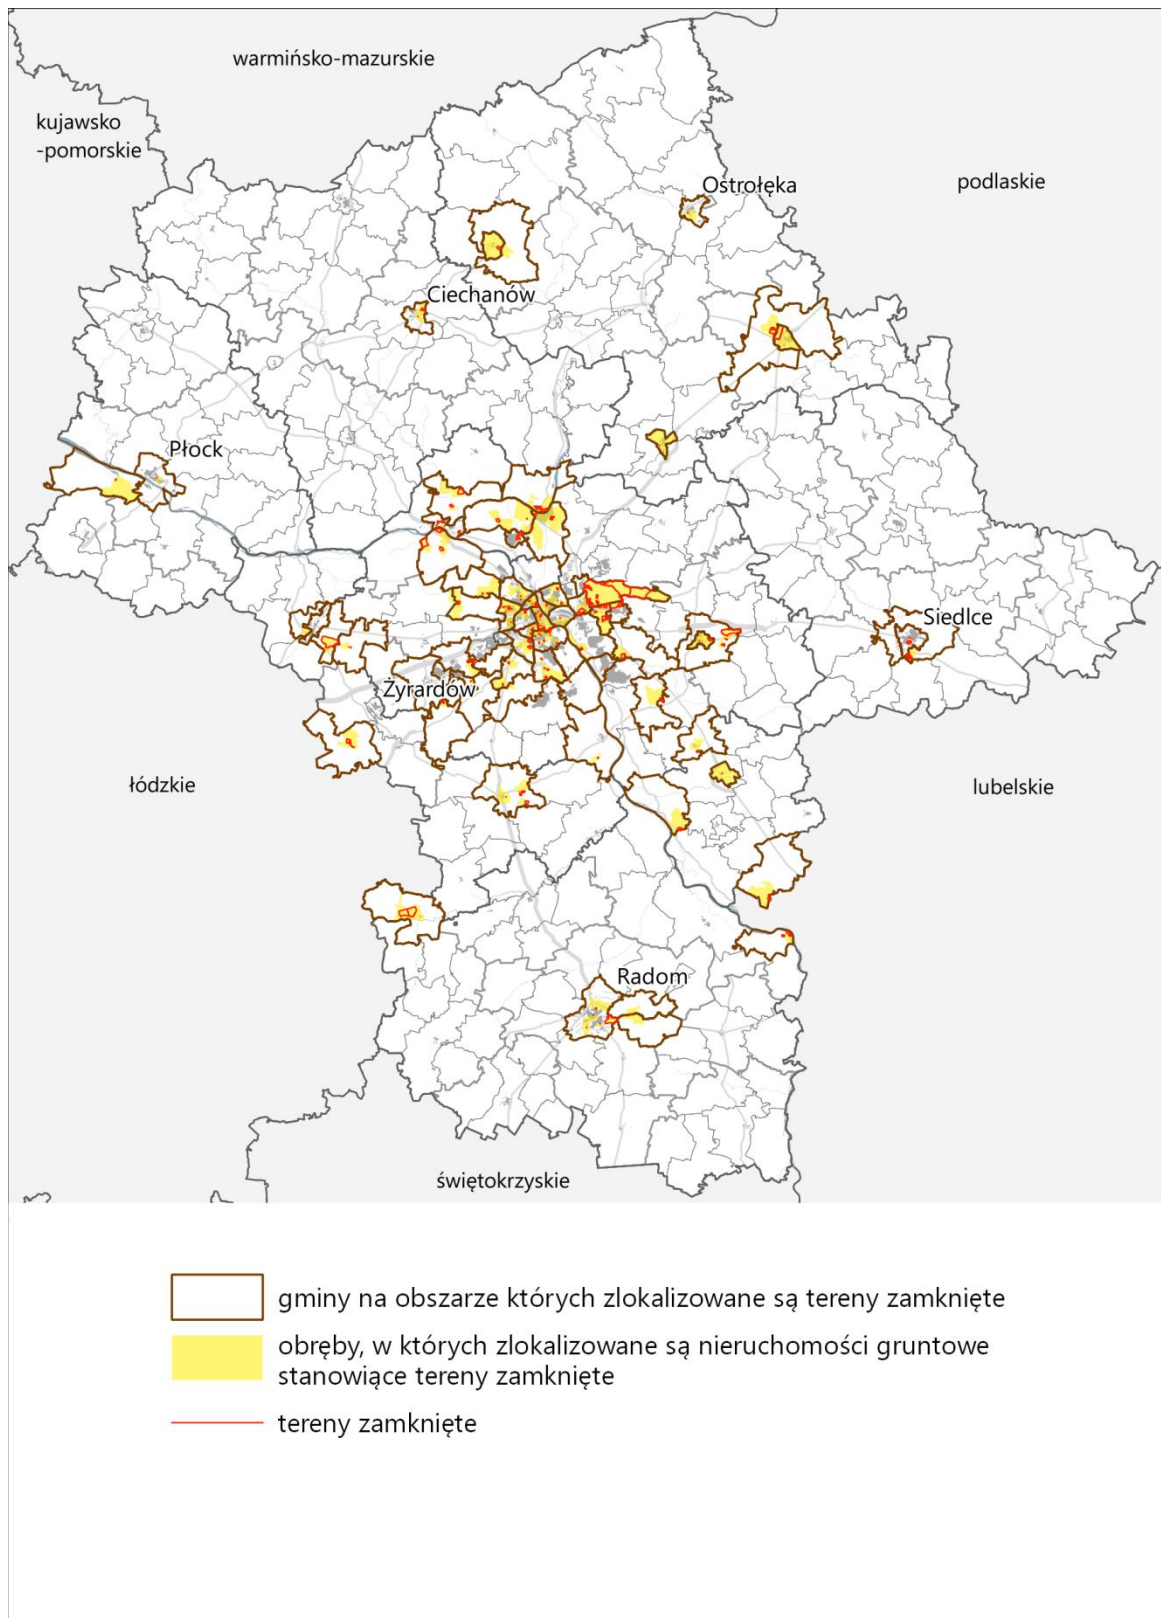 warmińsko-mazurskie
kujawsko
-pomorskie
podlaskie
Ostrołęka
Ciechanów
Płock
Siedlce
Żyrardów
łódzkie
lubelskie
Radom
świętokrzyskie
gminy na obszarze których zlokalizowane są tereny zamknięte
obręby, w których zlokalizowane są nieruchomości gruntowe
stanowiące tereny zamknięte
tereny zamknięte